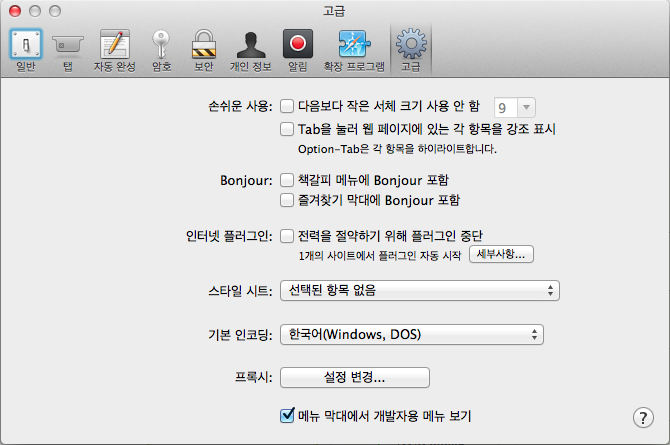 고급
일반 탭 자동 완성 암호 보안 개인 정보 알림 확장 프로그램 고급
손쉬운 사용: 다음보다 작은 서체 크기 사용 안 함 9
Tab을 눌러 웹 페이지에 있는 각 항목을 강조 표시
Option-Tab은 각 항목을 하이라이트합니다.
Bonjour: 책갈피 메뉴에 Bonjour 포함
즐겨찾기 막대에 Bonjour 포함
인터넷 플러그인: 전력을 절약하기 위해 플러그인 중단
1개의 사이트에서 플러그인 자동 시작 세부사항...
스타일 시트: 선택된 항목 없음
기본 인코딩: 한국어(Windows, DOS)
프록시: 설정 변경...
메뉴 막대에서 개발자용 메뉴 보기 ?